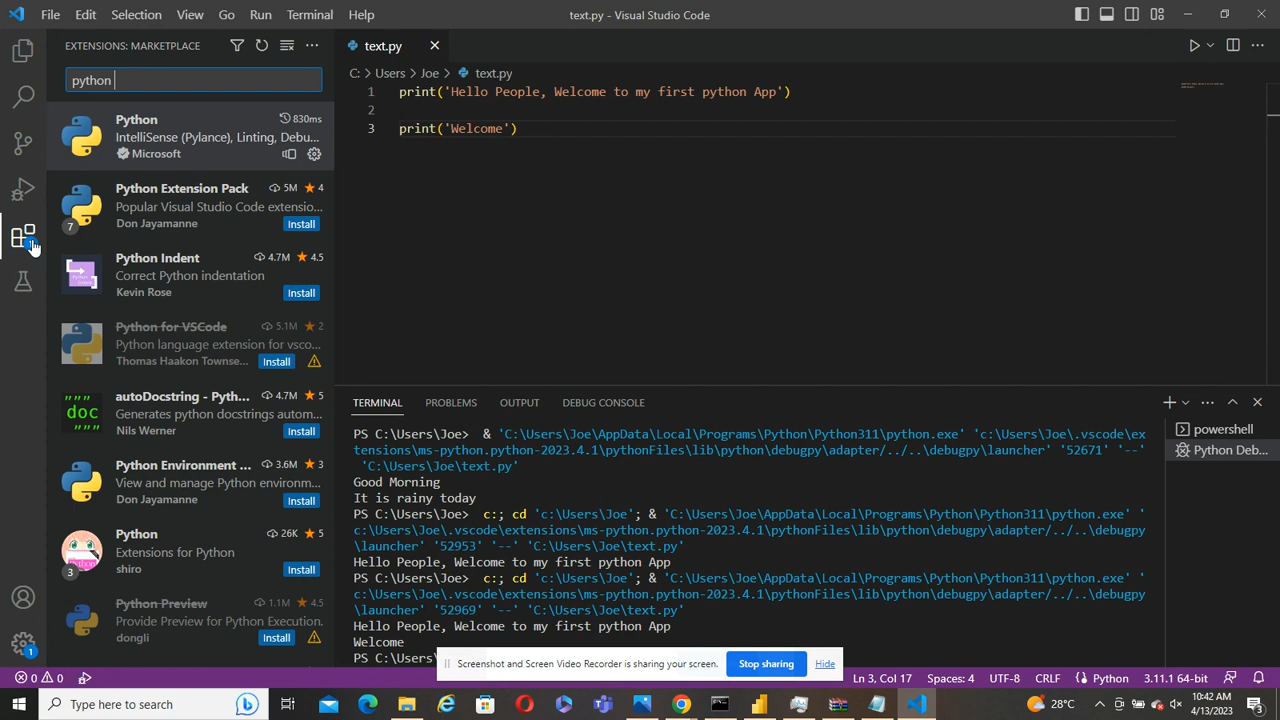 File Edit Selection View Go Run Terminal Help
text.py - Visual Studio Code
EXTENSIONS: MARKETPLACE
python
Python 830ms
IntelliSense (Pylance), Linting, Debu...
Microsoft
Python Extension Pack 5M 4
Popular Visual Studio Code extensio...
Don Jayamanne Install
7
Python Indent 4.7M 4.5
Correct Python indentation
Kevin Rose Install
Python for VSCode 5.1M 2
Python language extension for vsco...
Thomas Haakon Townse... Install
autoDocstring - Pyth... 4.7M 5
Generates python docstrings autom...
Nils Werner Install
""" doc """
Python Environment ... 3.6M 3
View and manage Python environm...
Don Jayamanne Install
Python 26K 5
Extensions for Python
shiro Install
3
Python Preview 1.1M 4.5
Provide Preview for Python Execution.
dongli Install
1
text.py
C: > Users > Joe > text.py
1 print('Hello People, Welcome to my first python App')
2
3 print('Welcome')
TERMINAL PROBLEMS OUTPUT DEBUG CONSOLE
powershell
Python Deb...
PS C:\Users\Joe> & 'C:\Users\Joe\AppData\Local\Programs\Python\Python311\python.exe' 'c:\Users\Joe\.vscode\ex
tensions\ms-python.python-2023.4.1\pythonFiles\lib\python\debugpy\adapter/../..\debugpy\launcher' '52671' '--'
'C:\Users\Joe\text.py'
Good Morning
It is rainy today
PS C:\Users\Joe> c:; cd 'c:\Users\Joe'; & 'C:\Users\Joe\AppData\Local\Programs\Python\Python311\python.exe' '
c:\Users\Joe\.vscode\extensions\ms-python.python-2023.4.1\pythonFiles\lib\python\debugpy\adapter/../..\debugpy
\launcher' '52953' '--' 'C:\Users\Joe\text.py'
Hello People, Welcome to my first python App
PS C:\Users\Joe> c:; cd 'c:\Users\Joe'; & 'C:\Users\Joe\AppData\Local\Programs\Python\Python311\python.exe' '
c:\Users\Joe\.vscode\extensions\ms-python.python-2023.4.1\pythonFiles\lib\python\debugpy\adapter/../..\debugpy
\launcher' '52969' '--' 'C:\Users\Joe\text.py'
Hello People, Welcome to my first python App
Welcome
PS C:\Users\
Screenshot and Screen Video Recorder is sharing your screen. Stop sharing Hide
0 0 Ln 3, Col 17 Spaces: 4 UTF-8 CRLF Python 3.11.1 64-bit
Type here to search
28°C
10:42 AM
4/13/2023
3